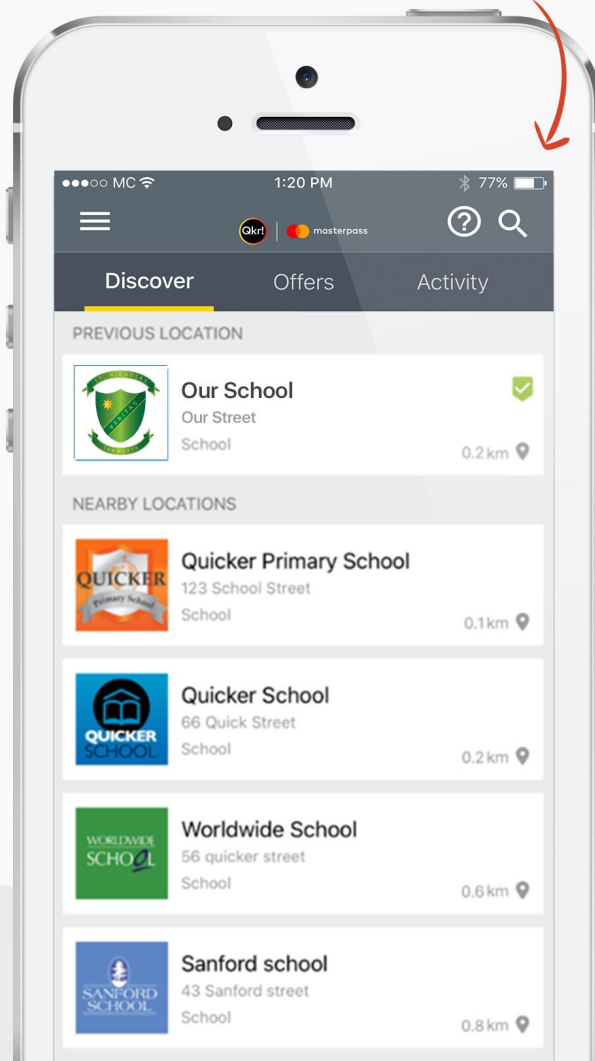 MC 1:20 PM 77%
Qkr! masterpass ?
Discover Offers Activity
PREVIOUS LOCATION
VERITAS
Our School
Our Street
School
0.2 km
NEARBY LOCATIONS
QUICKER
Primary School
Quicker Primary School
123 School Street
School
0.1 km
QUICKER
SCHOOL
Quicker School
66 Quick Street
School
0.2 km
WORLDWIDE
SCHOOL
Worldwide School
56 quicker street
School
0.6 km
SANFORD
SCHOOL
Sanford school
43 Sanford street
School
0.8 km